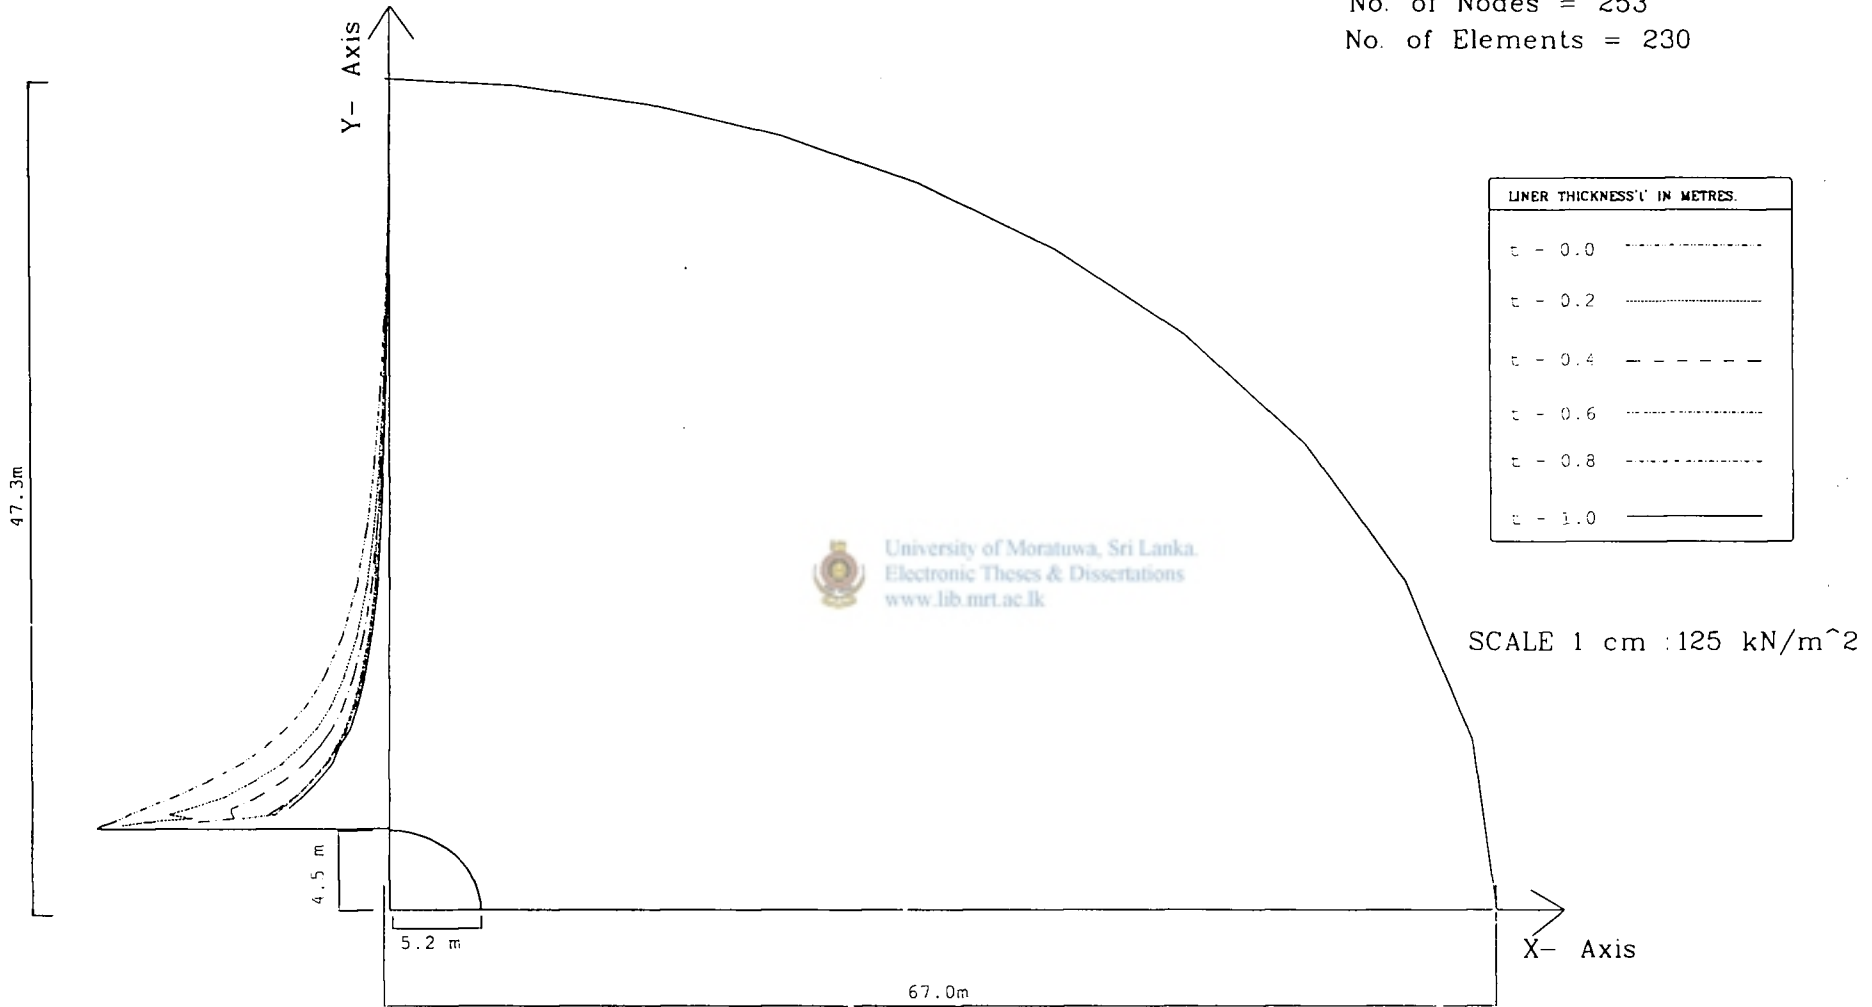 No. of Nodes = 253
No. of Elements = 230
Y- Axis
LINER THICKNESS't' IN METRES.
t - 0.0
t - 0.2
t - 0.4
t - 0.6
t - 0.8
t - 1.0
47.3m
University of Moratuwa, Sri Lanka.
Electronic Theses & Dissertations
www.lib.mrt.ac.lk
SCALE 1 cm :125 kN/m^2
4.5 m
5.2 m
X- Axis
67.0m